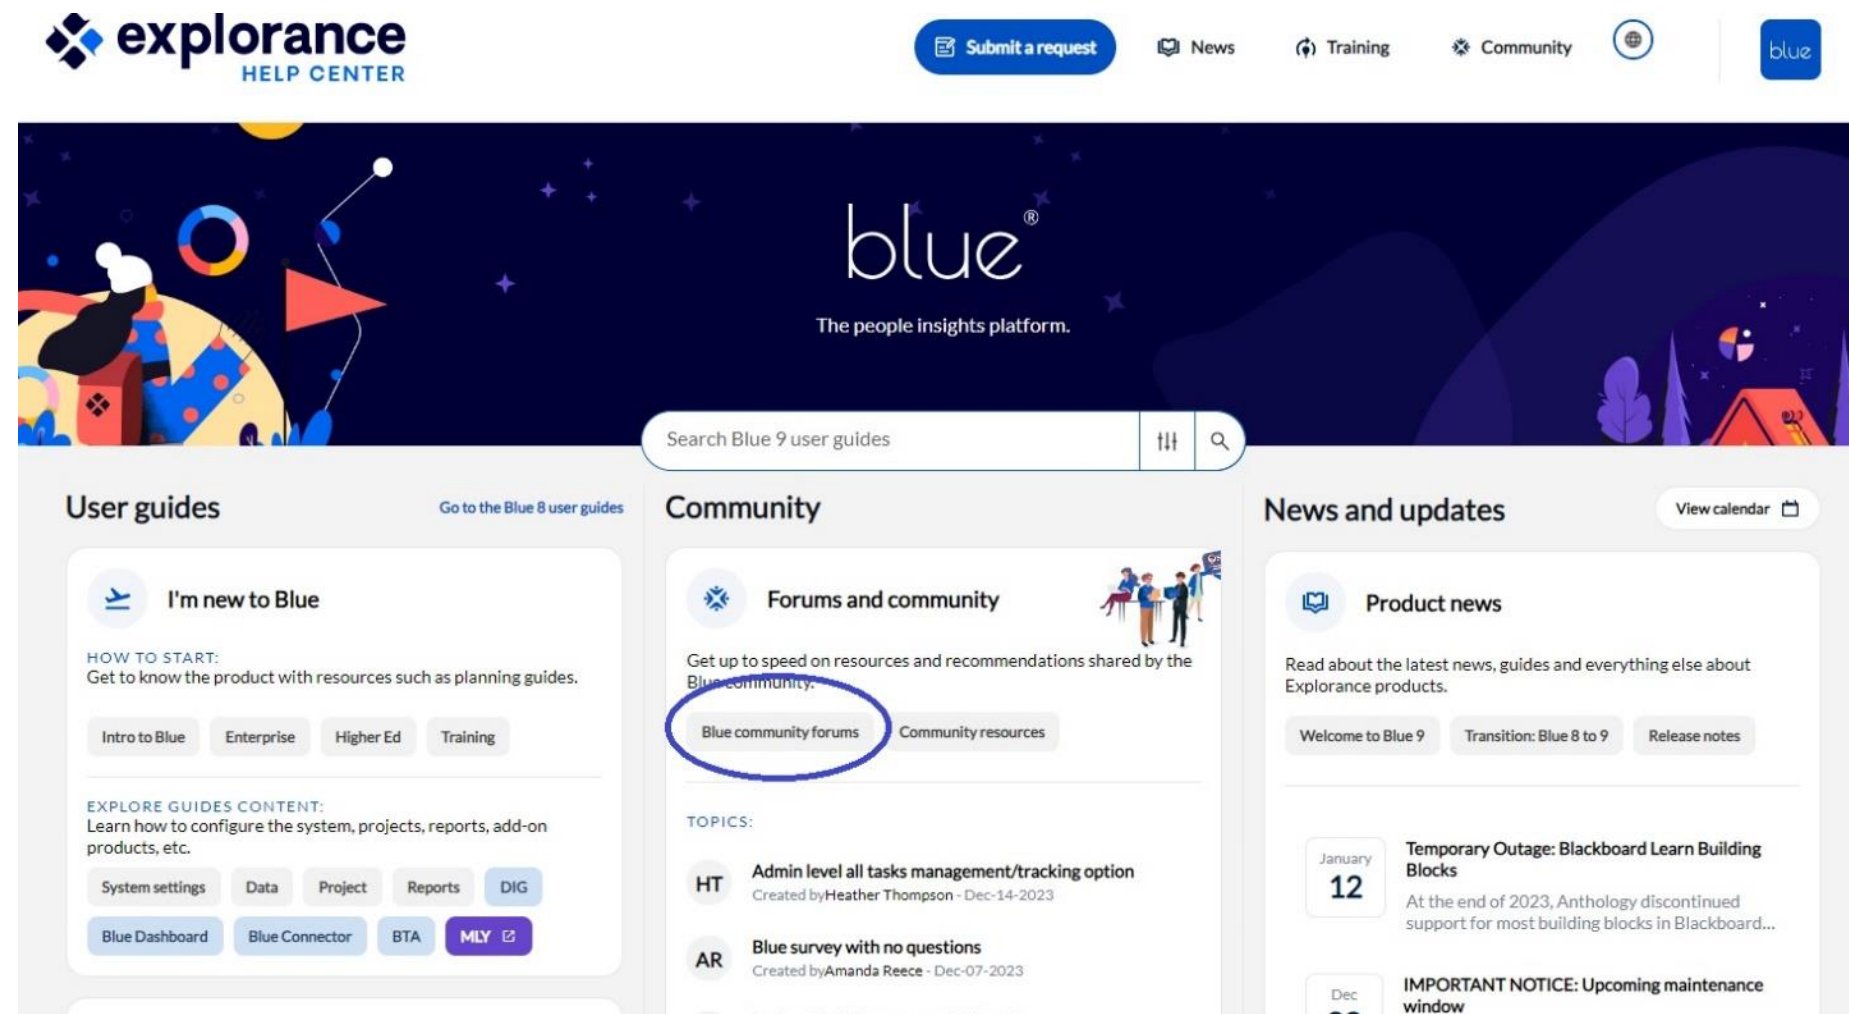 explorance
HELP CENTER
Submit a request
News
Training
Community
blue
blue®
The people insights platform.
Search Blue 9 user guides
User guides
Go to the Blue 8 user guides
I'm new to Blue
HOW TO START:
Get to know the product with resources such as planning guides.
Intro to Blue
Enterprise
Higher Ed
Training
EXPLORE GUIDES CONTENT:
Learn how to configure the system, projects, reports, add-on
products, etc.
System settings
Data
Project
Reports
DIG
Blue Dashboard
Blue Connector
BTA
MLY
Community
Forums and community
Get up to speed on resources and recommendations shared by the
Blue community.
Blue community forums
Community resources
TOPICS:
HT
Admin level all tasks management/tracking option
Created byHeather Thompson - Dec-14-2023
AR
Blue survey with no questions
Created byAmanda Reece - Dec-07-2023
News and updates
View calendar
Product news
Read about the latest news, guides and everything else about
Explorance products.
Welcome to Blue 9
Transition: Blue 8 to 9
Release notes
January
12
Temporary Outage: Blackboard Learn Building
Blocks
At the end of 2023, Anthology discontinued
support for most building blocks in Blackboard...
Dec
IMPORTANT NOTICE: Upcoming maintenance
window